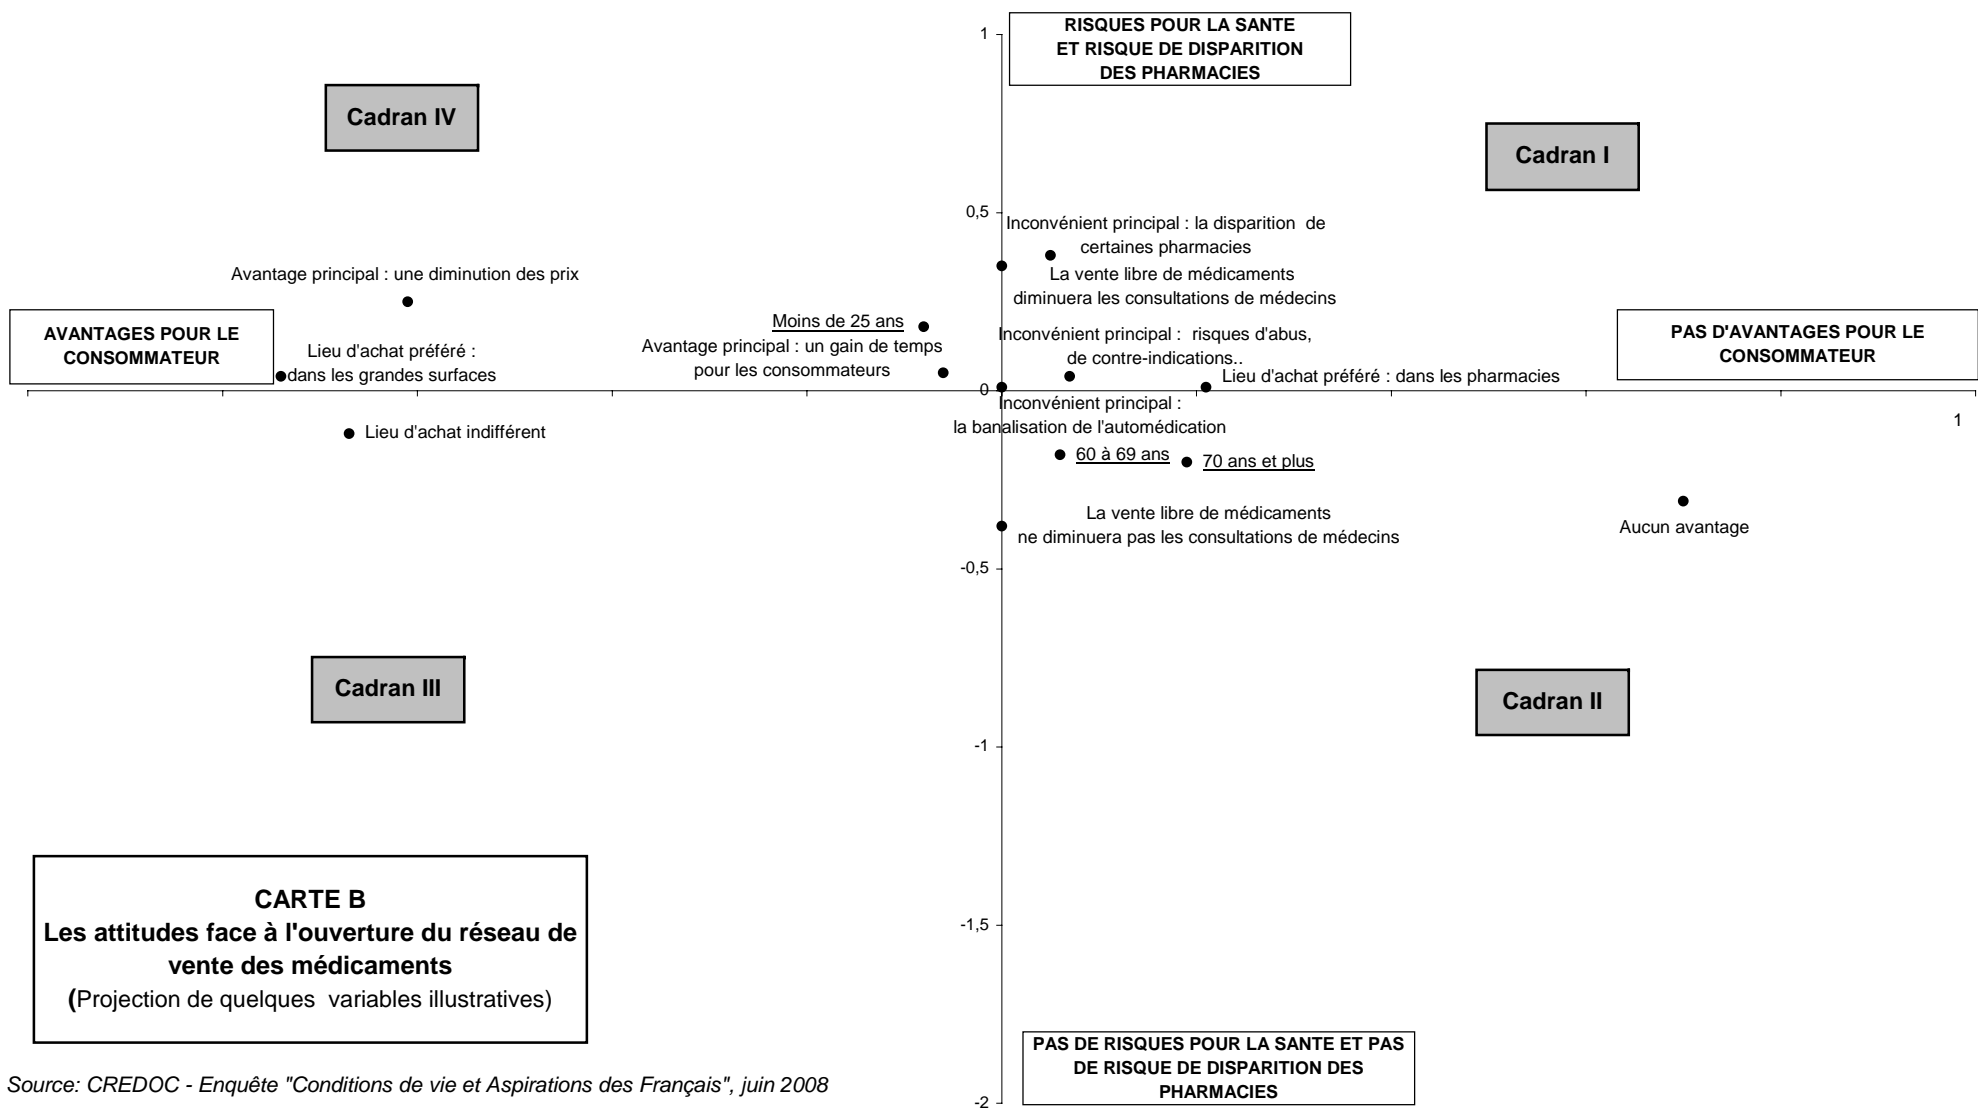 RISQUES POUR LA SANTE
ET RISQUE DE DISPARITION
DES PHARMACIES
1
Cadran IV
Cadran I
0,5
Inconvénient principal : la disparition de
certaines pharmacies
La vente libre de médicaments
diminuera les consultations de médecins
Avantage principal : une diminution des prix
AVANTAGES POUR LE
CONSOMMATEUR
Lieu d'achat préféré :
dans les grandes surfaces
Moins de 25 ans
Avantage principal : un gain de temps
pour les consommateurs
Inconvénient principal : risques d'abus,
de contre-indications..
Lieu d'achat préféré : dans les pharmacies
PAS D'AVANTAGES POUR LE
CONSOMMATEUR
0
1
Lieu d'achat indifférent
Inconvénient principal :
la banalisation de l'automédication
60 à 69 ans
70 ans et plus
La vente libre de médicaments
ne diminuera pas les consultations de médecins
Aucun avantage
-0,5
Cadran III
Cadran II
-1
-1,5
CARTE B
Les attitudes face à l'ouverture du réseau de
vente des médicaments
(Projection de quelques variables illustratives)
PAS DE RISQUES POUR LA SANTE ET PAS
DE RISQUE DE DISPARITION DES
PHARMACIES
-2
Source: CREDOC - Enquête "Conditions de vie et Aspirations des Français", juin 2008